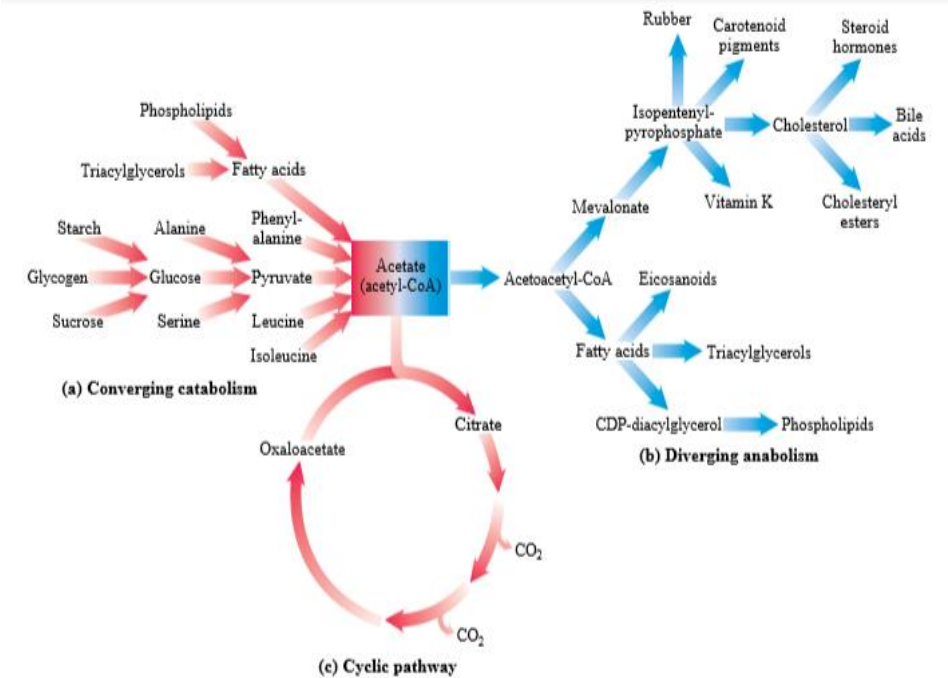 Rubber
Carotenoid
pigments
Steroid
hormones
Phospholipids
Isopentenyl-
pyrophosphate
Cholesterol
Bile
acids
Triacylglycerols
Fatty acids
Mevalonate
Vitamin K
Cholesteryl
esters
Starch
Alanine
Phenyl-
alanine
Glycogen
Glucose
Pyruvate
Acetate
(acetyl-CoA)
Acetoacetyl-CoA
Eicosanoids
Sucrose
Serine
Leucine
Isoleucine
Fatty acids
Triacylglycerols
(a) Converging catabolism
CDP-diacylglycerol
Phospholipids
(b) Diverging anabolism
Citrate
Oxaloacetate
CO2
CO2
(c) Cyclic pathway